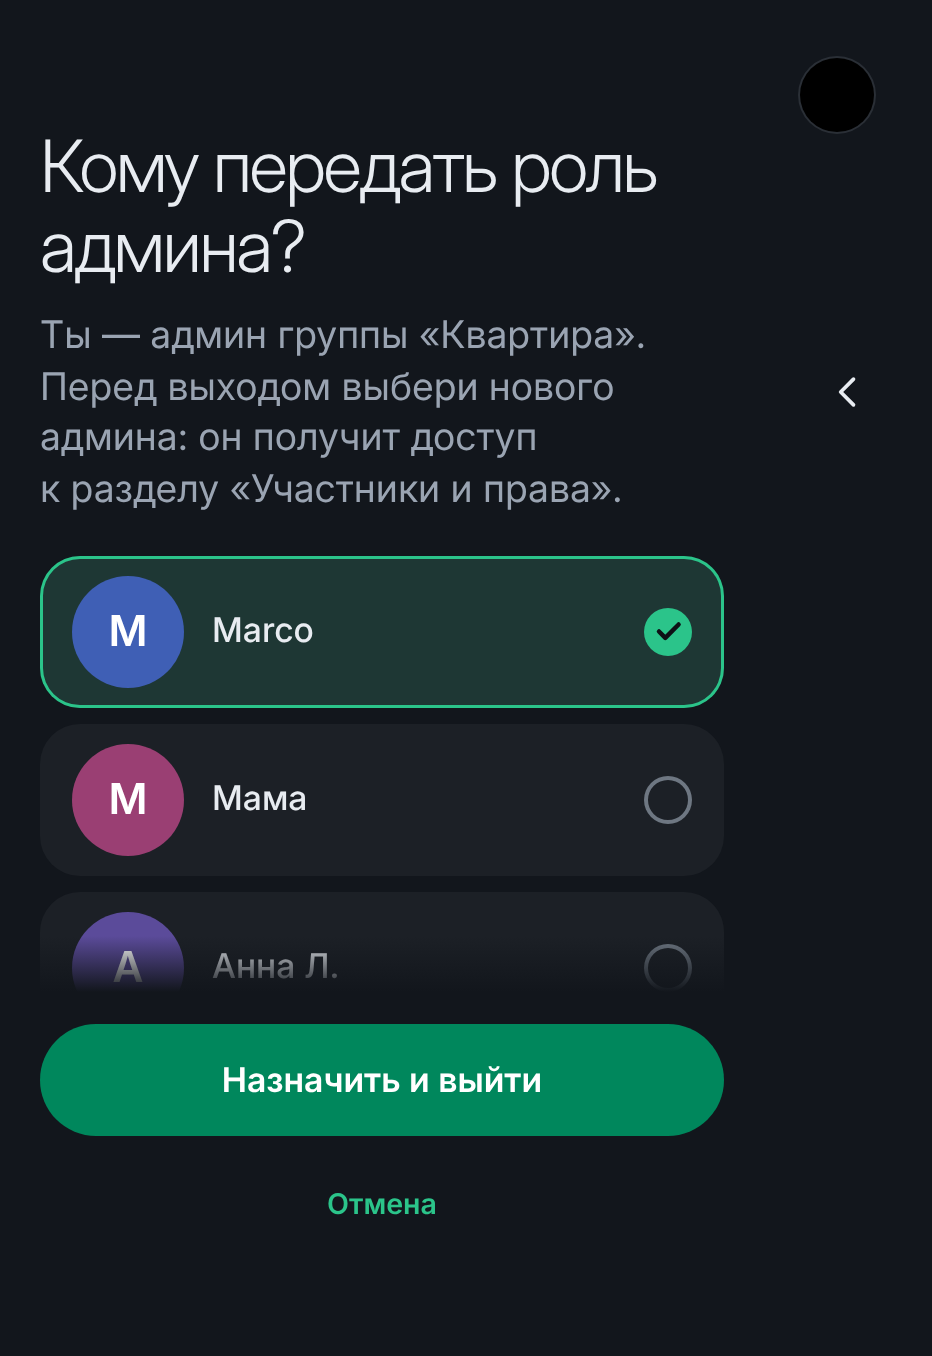 Кому передать роль
админа?
Ты — админ группы «Квартира».
Перед выходом выбери нового
админа: он получит доступ
к разделу «Участники и права».
M Marco
М Мама
А Анна Л.
Назначить и выйти
Отмена